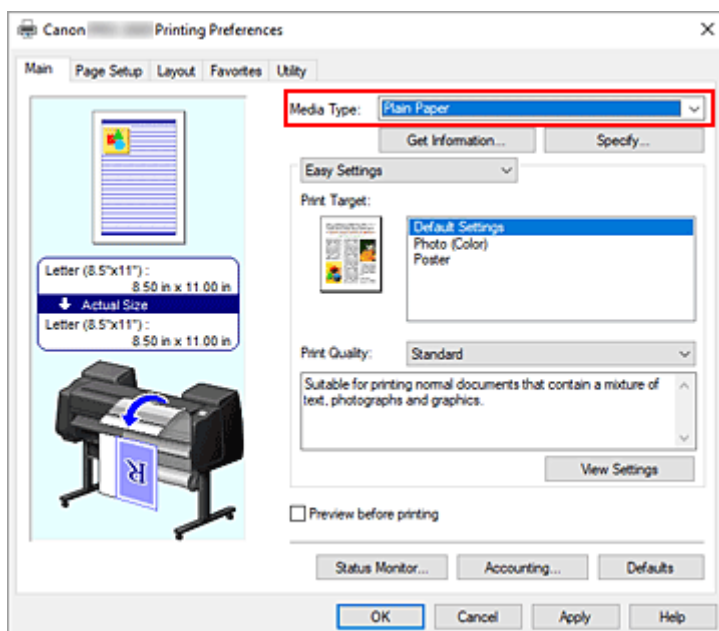 Canon Printing Preferences
Main Page Setup Layout Favorites Utility
Media Type: Plain Paper
Get Information... Specify...
Easy Settings
Print Target:
Default Settings
Photo (Color)
Poster
Letter (8.5"x11") :
8.50 in x 11.00 in
Actual Size
Letter (8.5"x11") :
8.50 in x 11.00 in
R
Print Quality: Standard
Suitable for printing normal documents that contain a mixture of
text, photographs and graphics.
View Settings
Preview before printing
Status Monitor... Accounting... Defaults
OK Cancel Apply Help